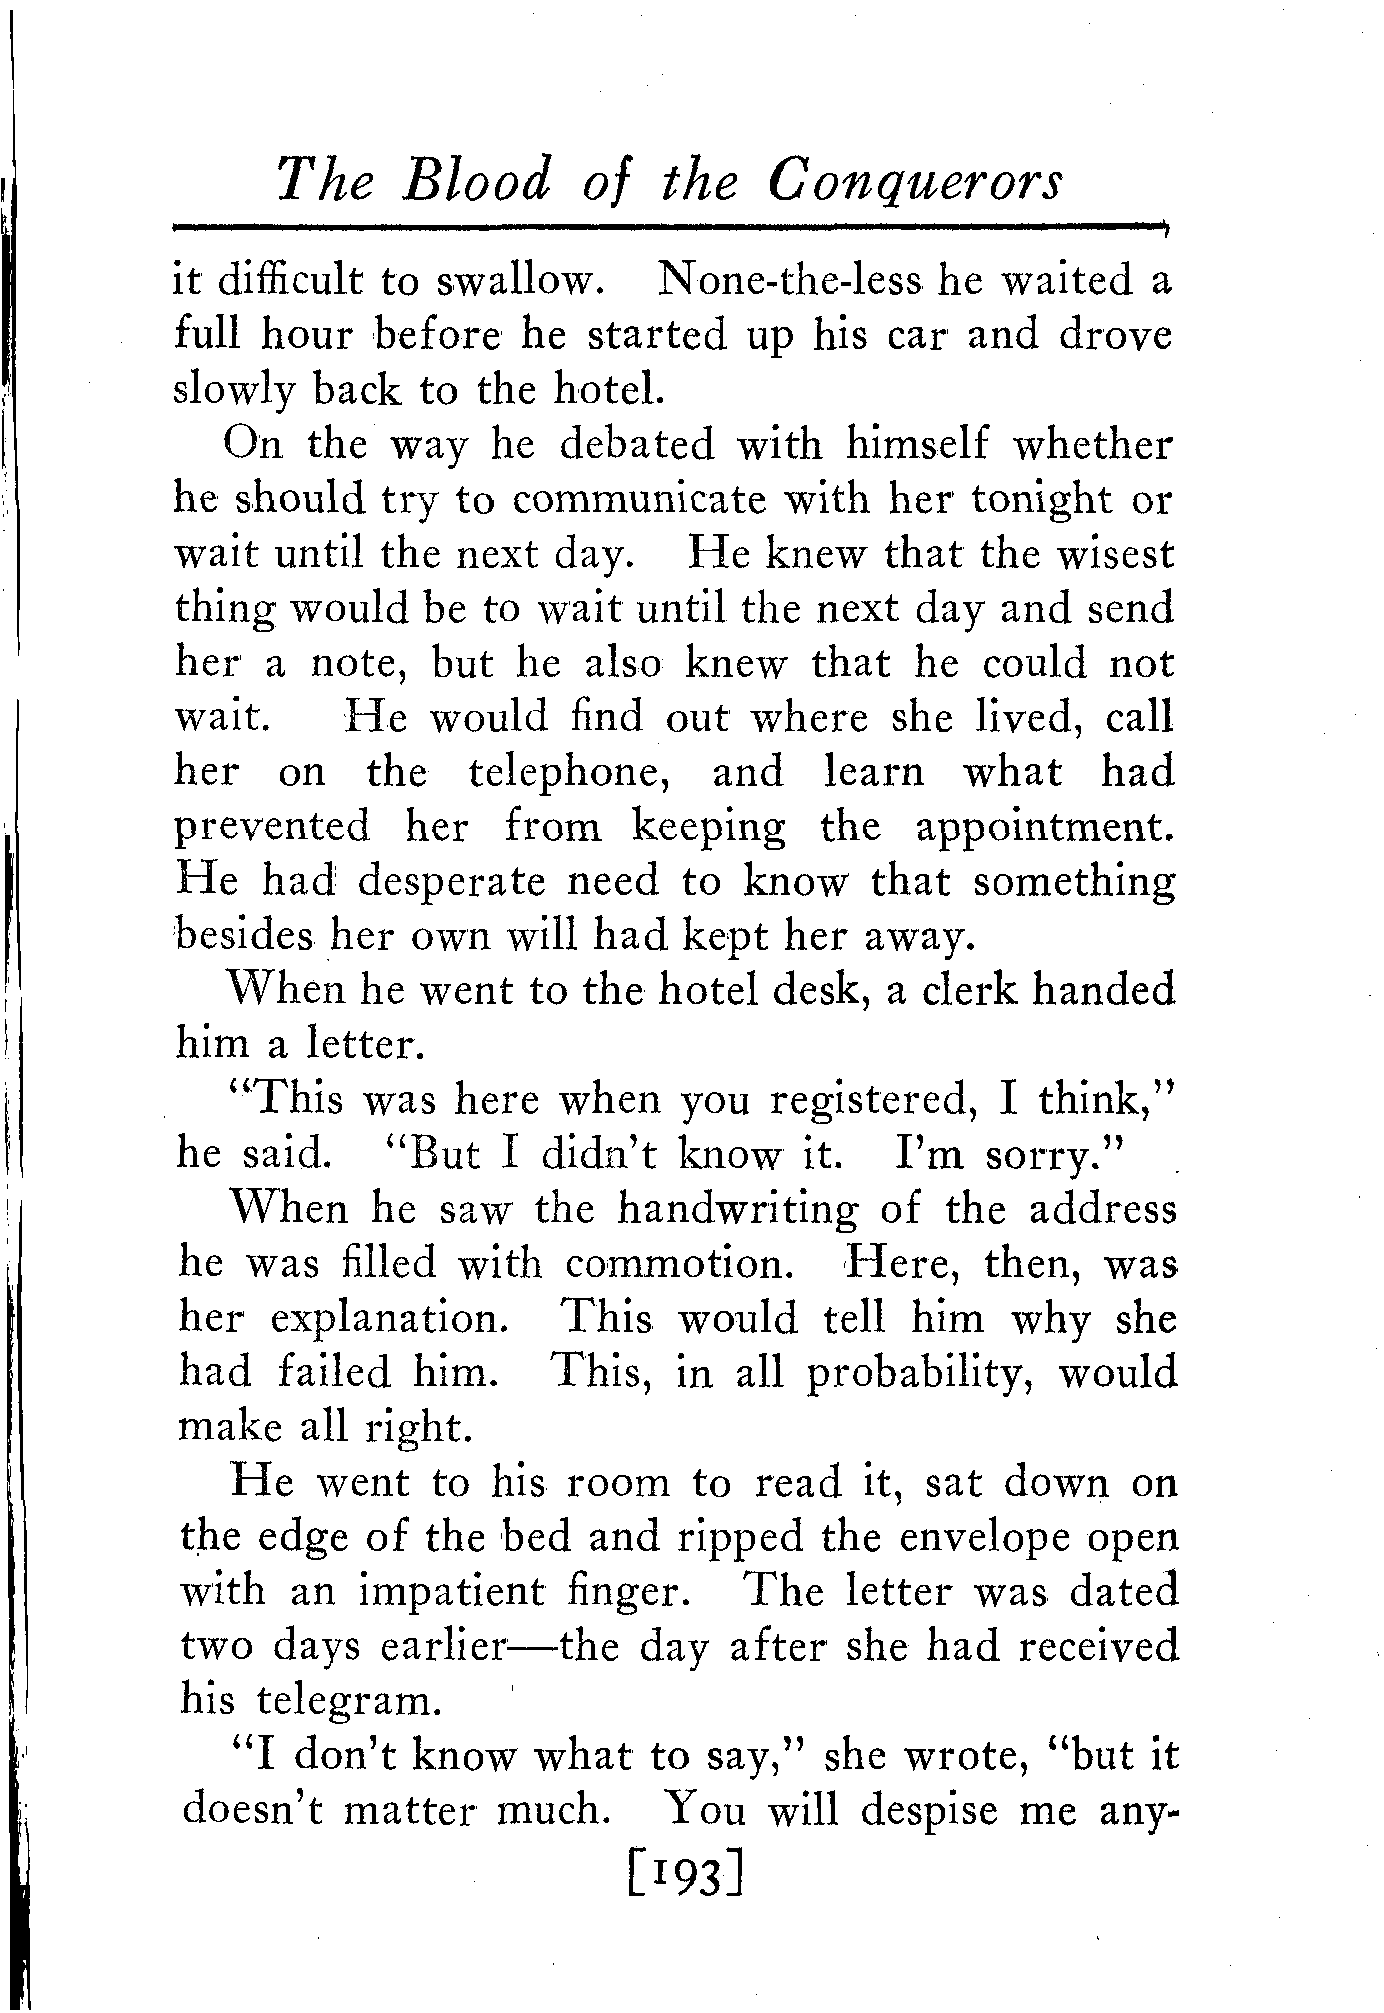 The Blood of the Conquerors
it difficult to swallow. None-the-less he waited a
full hour before he started up his car and drove
slowly back to the hotel.
On the way he debated with himself whether
he should try to communicate with her tonight or
wait until the next day. He knew that the wisest
thing would be to wait until the next day and send
her a note, but he also knew that he could not
wait. He would find out where she lived, call
her on the telephone, and learn what had
prevented her from keeping the appointment.
He had desperate need to know that something
besides her own will had kept her away.
When he went to the hotel desk, a clerk handed
him a letter.
"This was here when you registered, I think,"
he said. "But I didn't know it. I'm sorry."
When he saw the handwriting of the address
he was filled with commotion. Here, then, was
her explanation. This would tell him why she
had failed him. This, in all probability, would
make all right.
He went to his room to read it, sat down on
the edge of the bed and ripped the envelope open
with an impatient finger. The letter was dated
two days earlier—the day after she had received
his telegram.
"I don't know what to say," she wrote, "but it
doesn't matter much. You will despise me any-
[193]